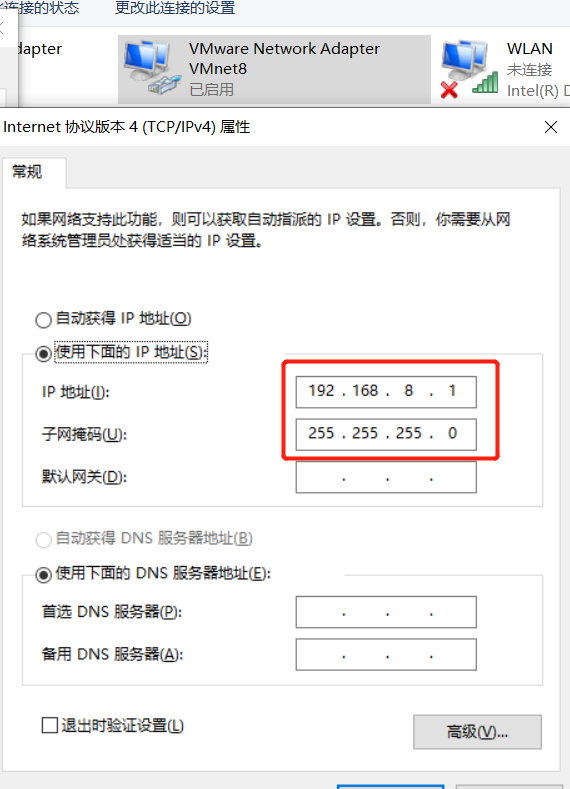 连接的状态 更改此连接的设置
dapter
VMware Network Adapter
VMnet8
已启用
WLAN
未连接
Intel(R) D
Internet 协议版本 4 (TCP/IPv4) 属性
常规
如果网络支持此功能，则可以获取自动指派的 IP 设置。否则，你需要从网
络系统管理员处获得适当的 IP 设置。
自动获得 IP 地址(O)
使用下面的 IP 地址(S):
IP 地址(I): 192 . 168 . 8 . 1
子网掩码(U): 255 . 255 . 255 . 0
默认网关(D): . . .
自动获得 DNS 服务器地址(B)
使用下面的 DNS 服务器地址(E):
首选 DNS 服务器(P): . . .
备用 DNS 服务器(A): . . .
退出时验证设置(L)
高级(V)...